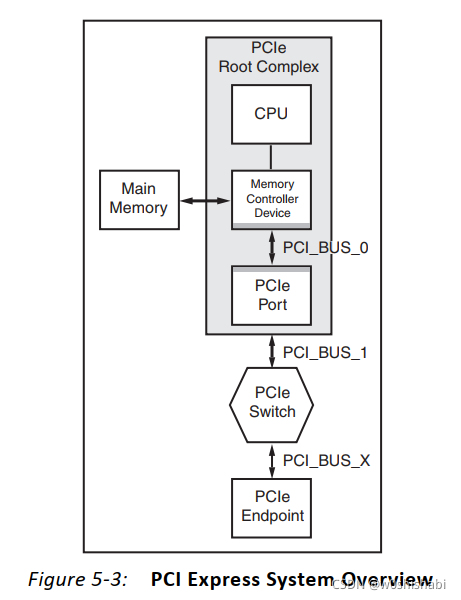 PCIe
Root Complex
CPU
Main
Memory
Memory
Controller
Device
PCI_BUS_0
PCIe
Port
PCI_BUS_1
PCIe
Switch
PCI_BUS_X
PCIe
Endpoint
Figure 5-3: PCI Express System Overview
CSDN @wushishabi